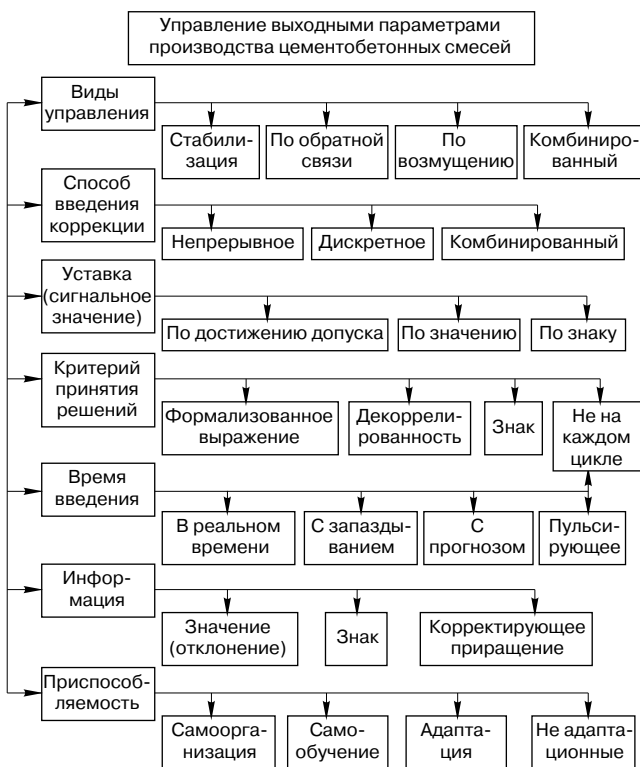 Управление выходными параметрами
производства цементобетонных смесей
Виды
управления
Стабили-
зация
По обратной
связи
По
возмущению
Комбиниро-
ванный
Способ
введения
коррекции
Непрерывное
Дискретное
Комбинированный
Уставка
(сигнальное
значение)
По достижению допуска
По значению
По знаку
Критерий
принятия
решений
Формализованное
выражение
Декоррели-
рованность
Знак
Не на
каждом
цикле
Время
введения
В реальном
времени
С запазды-
ванием
С
прогнозом
Пульси-
рующее
Инфор-
мация
Значение
(отклонение)
Знак
Корректирующее
приращение
Приспособ-
ляемость
Самоорга-
низация
Само-
обучение
Адапта-
ция
Не адапта-
ционные